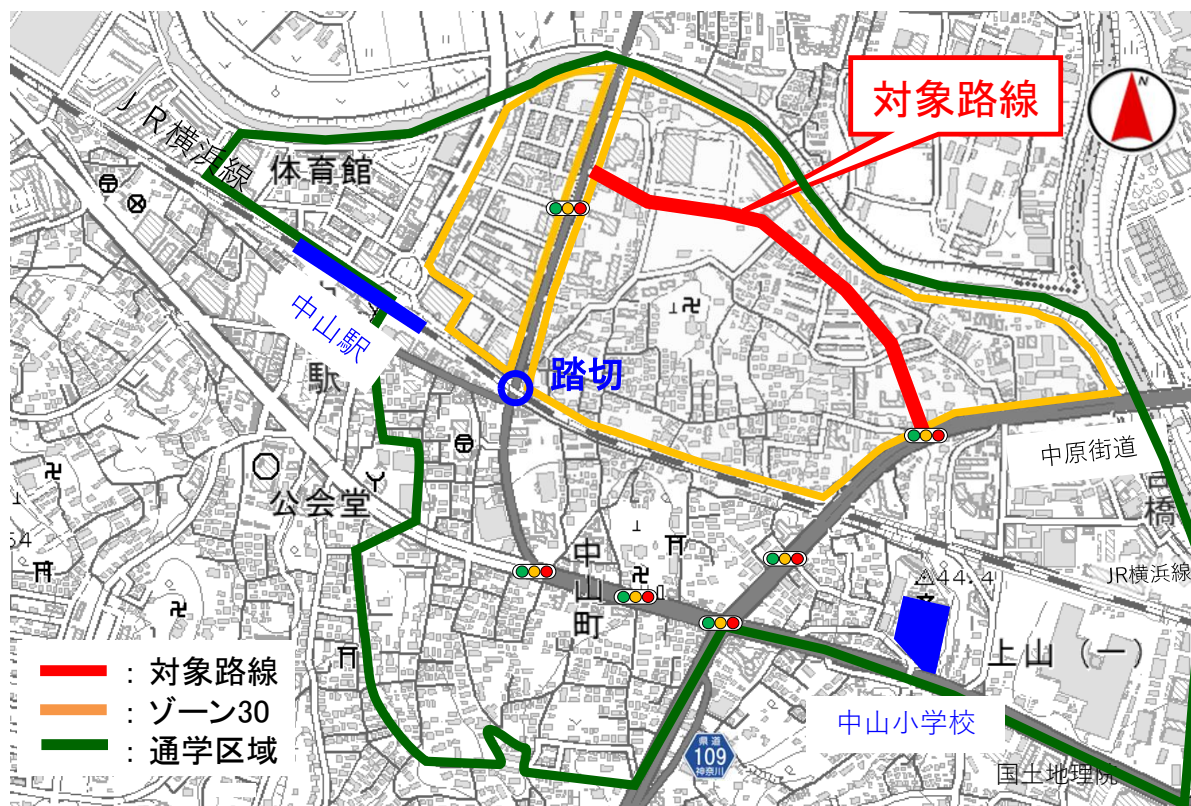 対象路線
N
JR横浜線
体育館
中山駅
駅
踏切
公会堂
中原街道
橋
JR横浜線
中山町
44.4
上山(一)
中山小学校
県道
109
神奈川
国土地理院
: 対象路線
: ゾーン30
: 通学区域